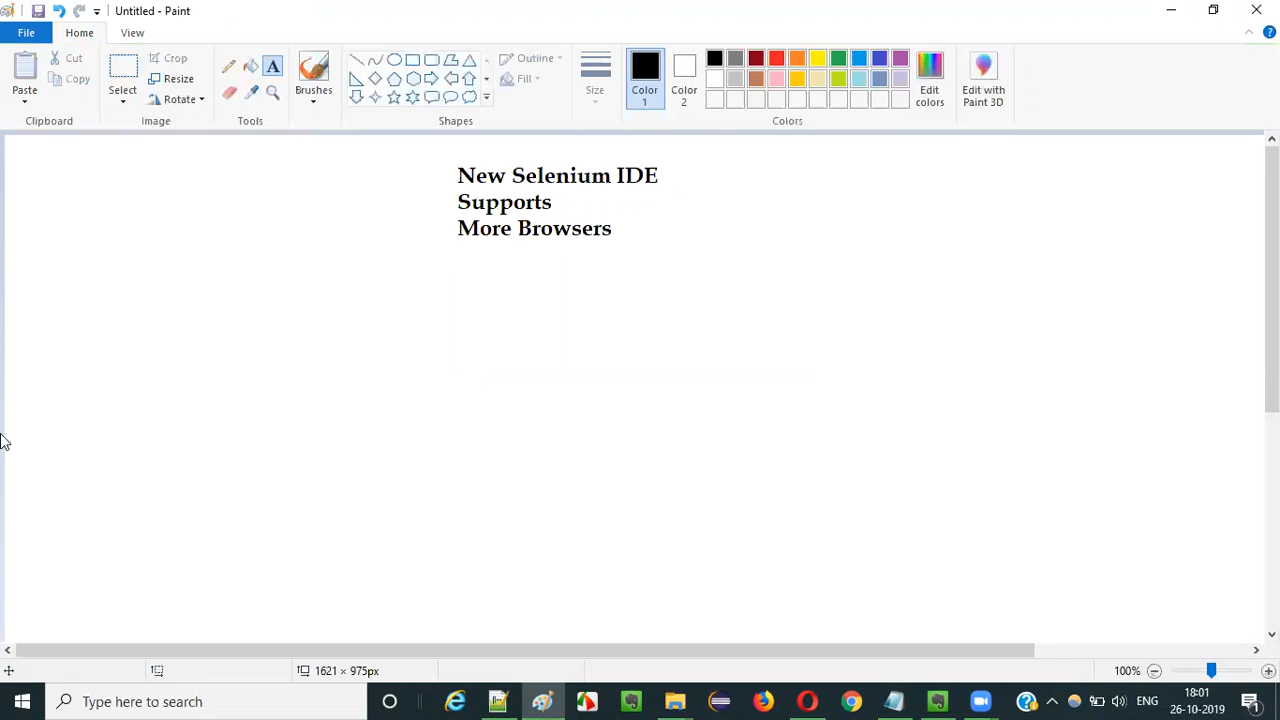 Untitled - Paint
File
Home
View
Paste
Cut
Copy
Clipboard
Select
Crop
Resize
Rotate
Image
A
Tools
Brushes
Shapes
Outline
Fill
Size
Color 1
Color 2
Edit colors
Colors
Edit with Paint 3D
New Selenium IDE
Supports
More Browsers
1621 × 975px
100%
Type here to search
ENG
18:01
26-10-2019
1